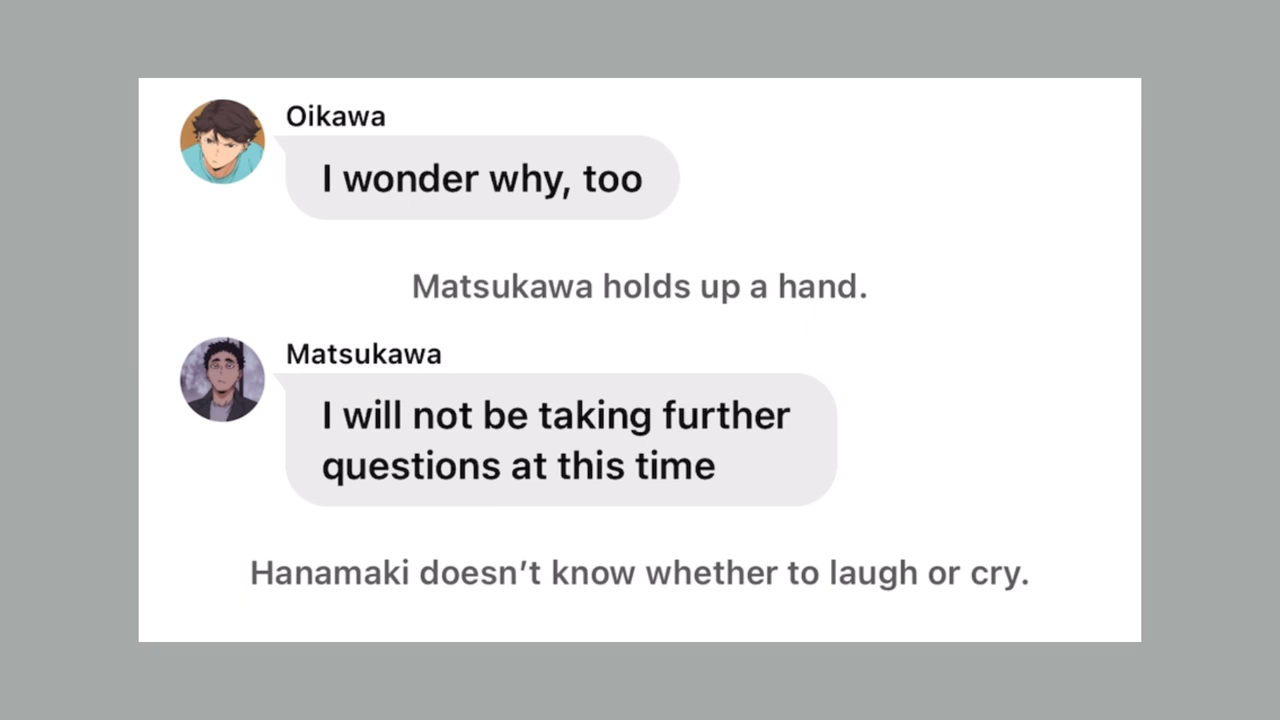 Oikawa
I wonder why, too
Matsukawa holds up a hand.
Matsukawa
I will not be taking further
questions at this time
Hanamaki doesn’t know whether to laugh or cry.